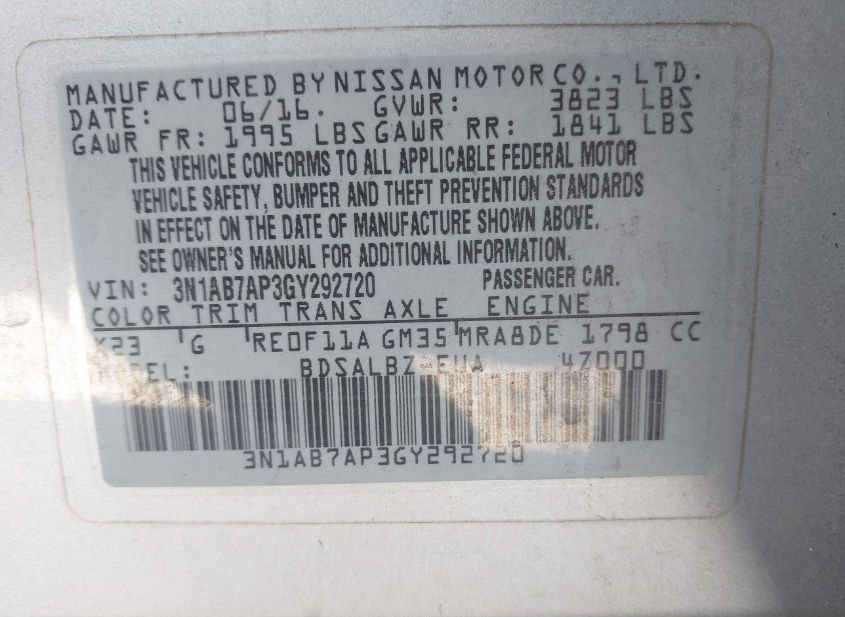 MANUFACTURED BY NISSAN MOTOR CO., LTD.
DATE: 06/16. GVWR: 3823 LBS
GAWR FR: 1995 LBS GAWR RR: 1841 LBS
THIS VEHICLE CONFORMS TO ALL APPLICABLE FEDERAL MOTOR
VEHICLE SAFETY, BUMPER AND THEFT PREVENTION STANDARDS
IN EFFECT ON THE DATE OF MANUFACTURE SHOWN ABOVE.
SEE OWNER'S MANUAL FOR ADDITIONAL INFORMATION.
VIN: 3N1AB7AP3GY292720 PASSENGER CAR.
COLOR TRIM TRANS AXLE ENGINE
K23 G RE0F11A GM35 MRA8DE 1798 CC
MODEL: BDSALBZ-EUA 47000
3N1AB7AP3GY292720